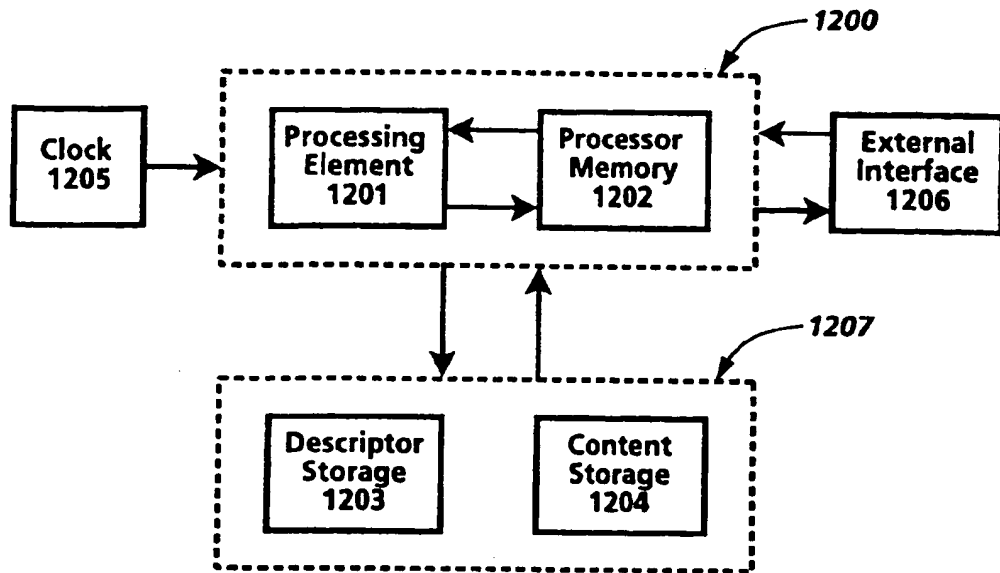 1200
Clock
1205
Processing
Element
1201
Processor
Memory
1202
External
Interface
1206
1207
Descriptor
Storage
1203
Content
Storage
1204